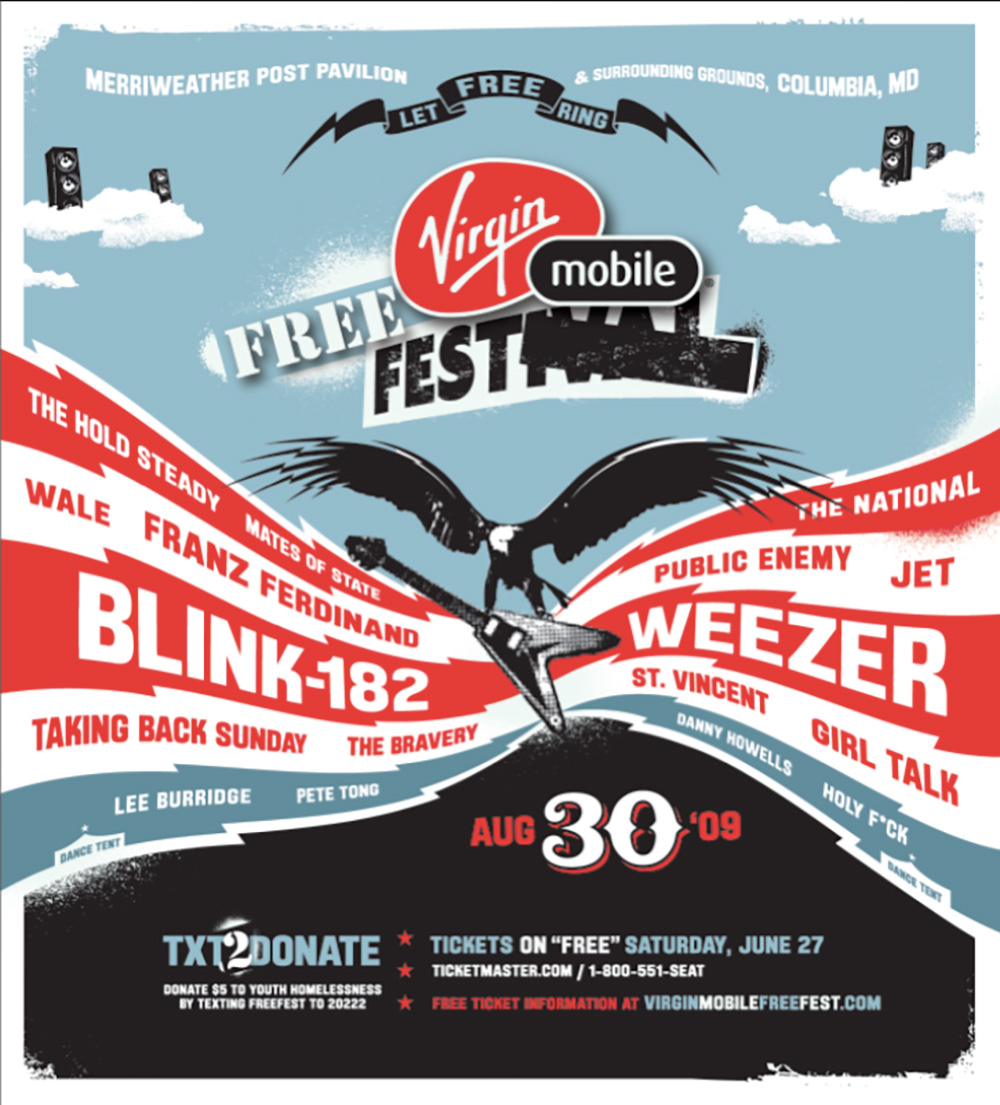 MERRIWEATHER POST PAVILION
LET FREE RING
& SURROUNDING GROUNDS, COLUMBIA, MD
Virgin
mobile
®
FREE
FESTIVAL
THE HOLD STEADY
WALE
MATES OF STATE
FRANZ FERDINAND
BLINK-182
TAKING BACK SUNDAY
THE BRAVERY
LEE BURRIDGE
PETE TONG
DANCE TENT
THE NATIONAL
PUBLIC ENEMY
JET
WEEZER
ST. VINCENT
GIRL TALK
DANNY HOWELLS
HOLY F*CK
DANCE TENT
AUG 30 '09
TXT2DONATE
DONATE $5 TO YOUTH HOMELESSNESS
BY TEXTING FREEFEST TO 20222
TICKETS ON "FREE" SATURDAY, JUNE 27
TICKETMASTER.COM / 1-800-551-SEAT
FREE TICKET INFORMATION AT VIRGINMOBILEFREEFEST.COM